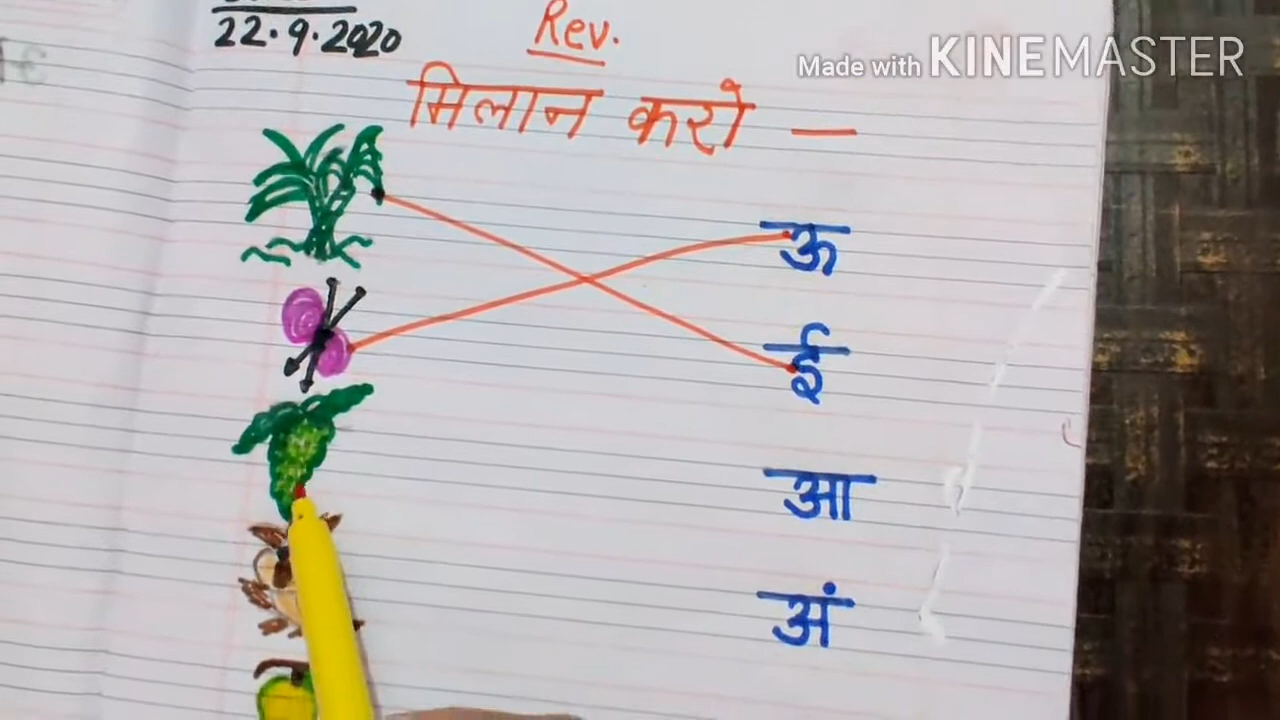 22.9.2020
Rev.
Made with KINEMASTER
मिलान करो —
ऊ
ई
आ
अं